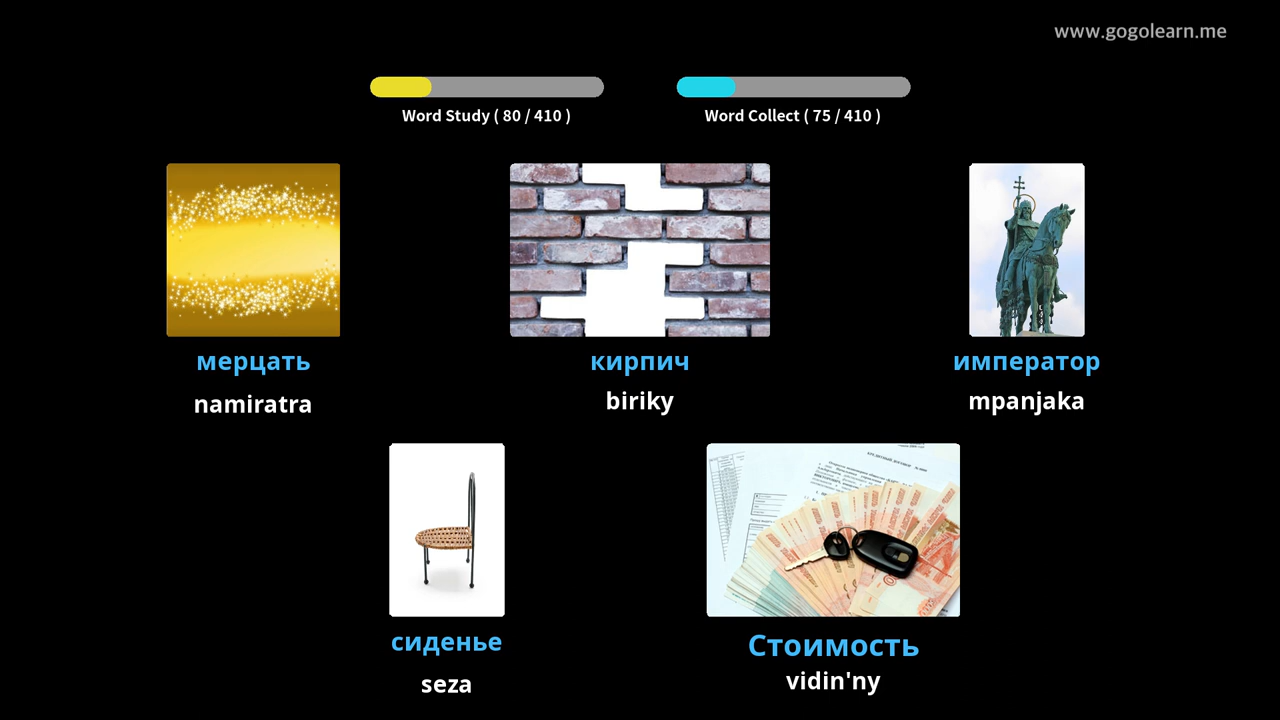 www.gogolearn.me
Word Study ( 80 / 410 )
Word Collect ( 75 / 410 )
мерцать
namiratra
кирпич
biriky
император
mpanjaka
сиденье
seza
Стоимость
vidin'ny